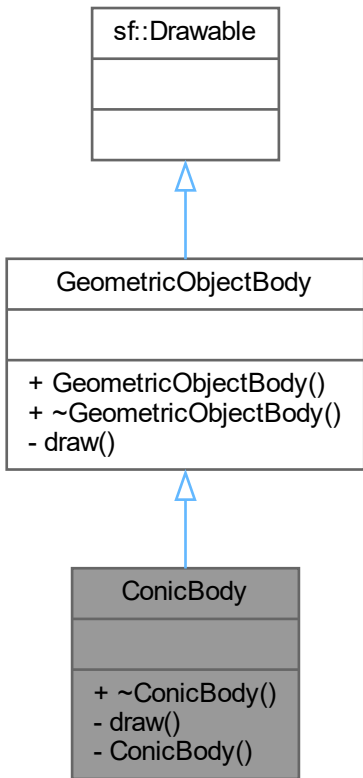 sf::Drawable
GeometricObjectBody
+ GeometricObjectBody()
+ ~GeometricObjectBody()
- draw()
ConicBody
+ ~ConicBody()
- draw()
- ConicBody()